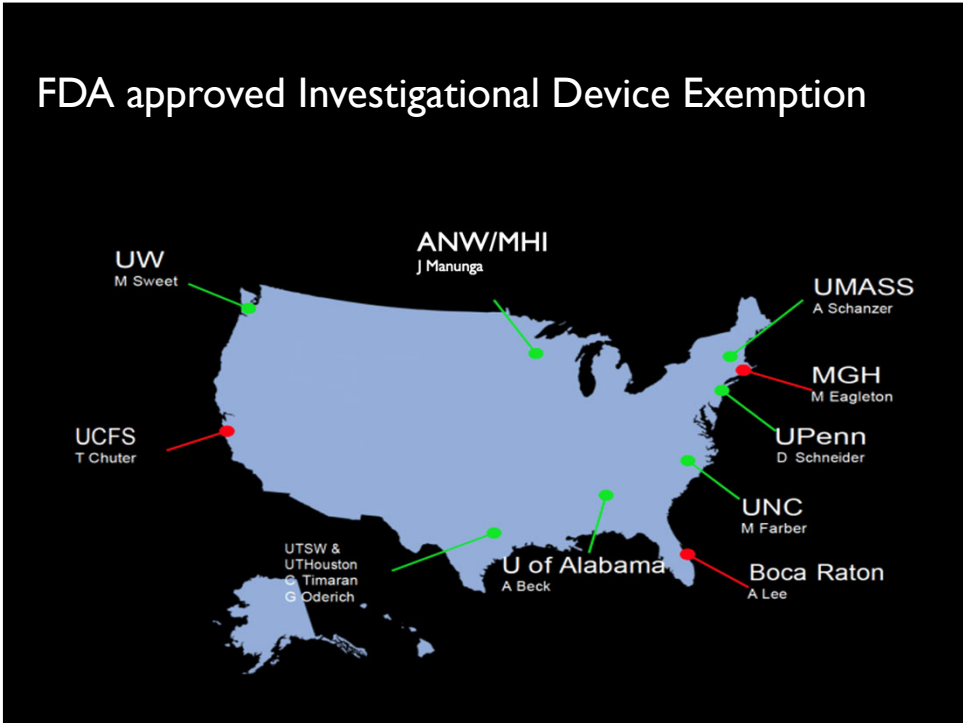 FDA approved Investigational Device Exemption
ANW/MHI
J Manunga
UW
M Sweet
UMASS
A Schanzer
MGH
M Eagleton
UCFS
T Chuter
UPenn
D Schneider
UNC
M Farber
UTSW &
UTHouston
C Timaran
G Oderich
U of Alabama
A Beck
Boca Raton
A Lee